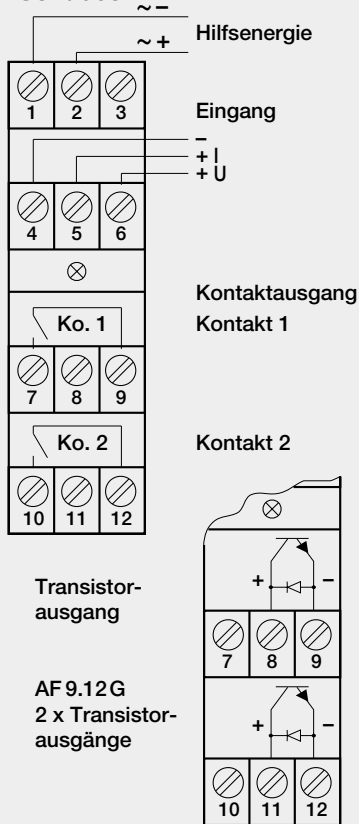 ~ –
~ +
Hilfsenergie
1 2 3
Eingang
–
+ I
+ U
4 5 6
Kontaktausgang
Ko. 1
Kontakt 1
7 8 9
Ko. 2
Kontakt 2
10 11 12
Transistor-
ausgang
+ –
7 8 9
AF 9.12 G
2 x Transistor-
ausgänge
+ –
10 11 12